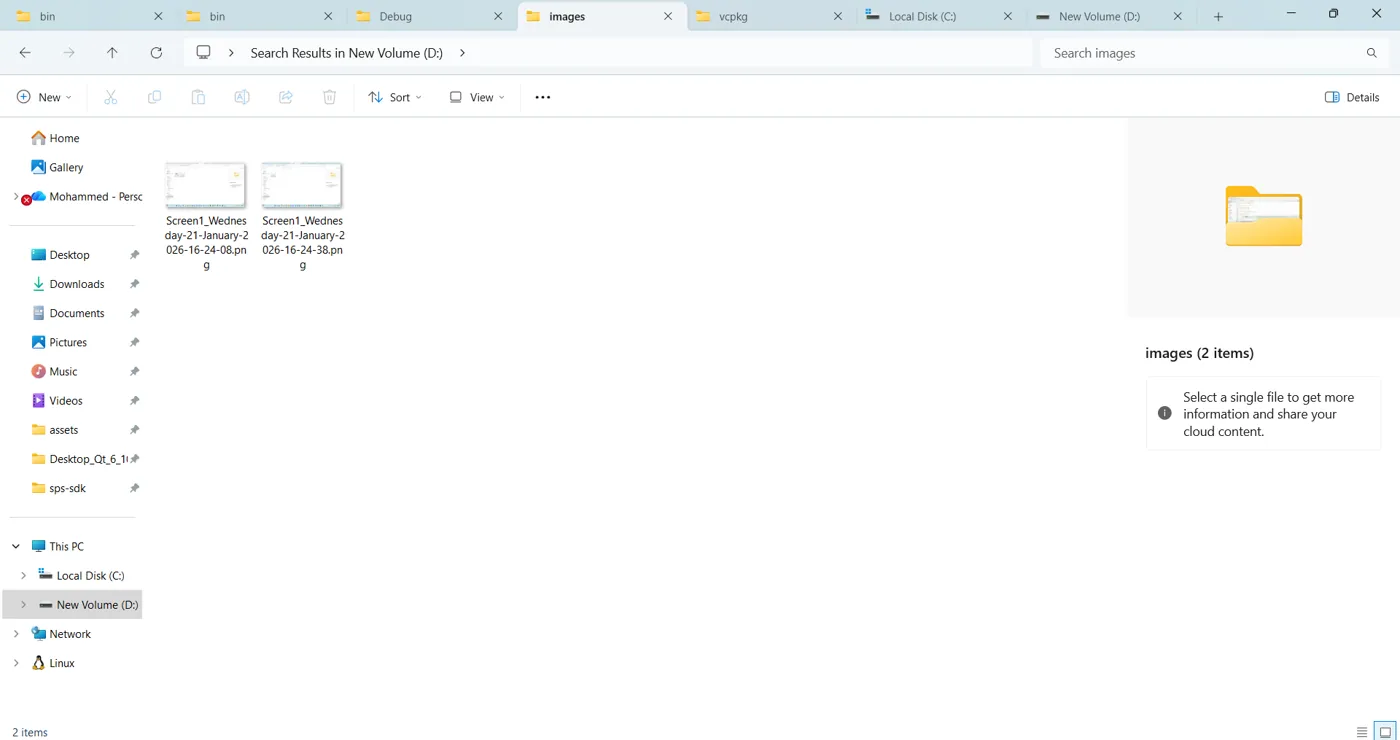 bin
bin
Debug
images
vcpkg
Local Disk (C:)
New Volume (D:)
Search Results in New Volume (D:)
Search images
New
Sort
View
Details
Home
Gallery
Mohammed - Persc
Desktop
Downloads
Documents
Pictures
Music
Videos
assets
Desktop_Qt_6_1
sps-sdk
This PC
Local Disk (C:)
New Volume (D:)
Network
Linux
Screen1_Wednes
day-21-January-2
026-16-24-08.pn
g
Screen1_Wednes
day-21-January-2
026-16-24-38.pn
g
images (2 items)
Select a single file to get more
information and share your
cloud content.
2 items